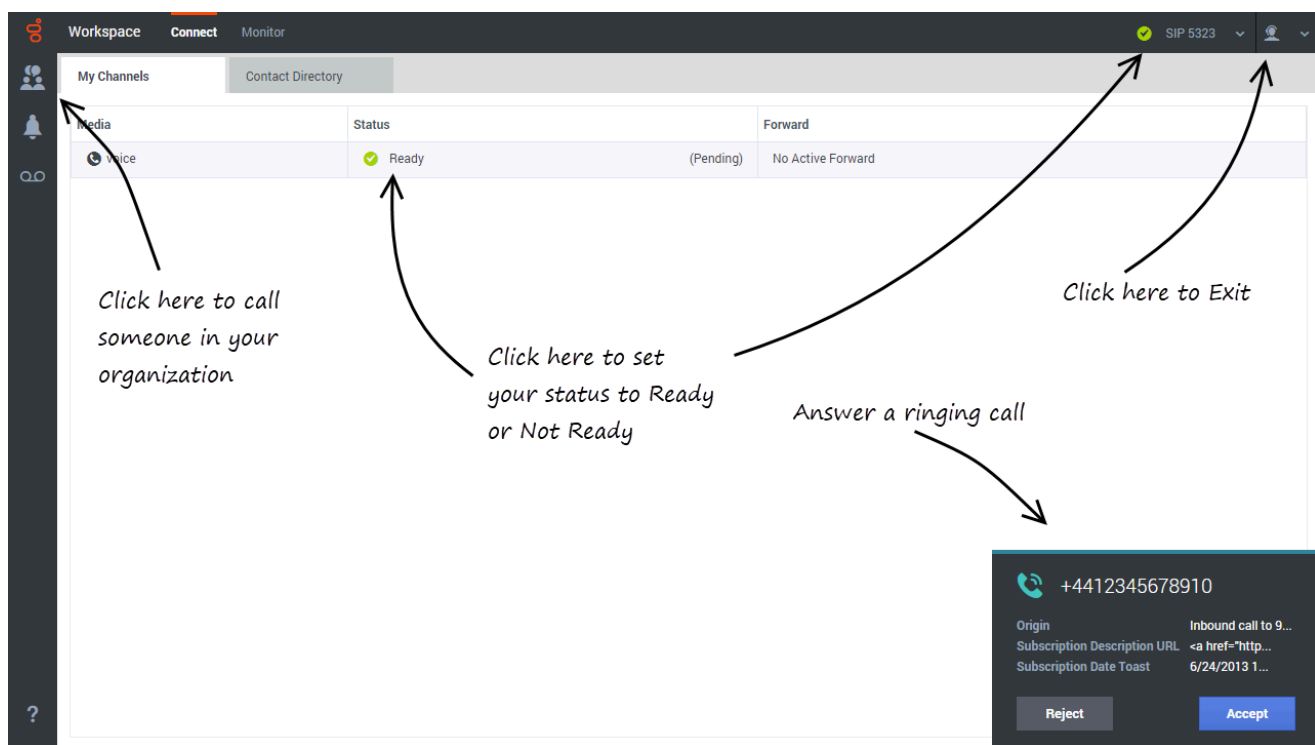 Workspace Connect Monitor SIP 5323
My Channels Contact Directory
Media Status Forward
voice Ready (Pending) No Active Forward
Click here to call
someone in your
organization
Click here to set
your status to Ready
or Not Ready
Click here to Exit
Answer a ringing call
+4412345678910
Origin Inbound call to 9...
Subscription Description URL <a href="http...
Subscription Date Toast 6/24/2013 1...
Reject Accept
?